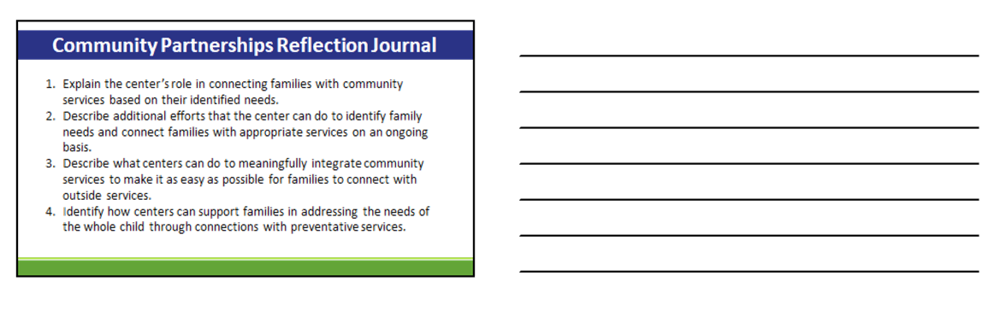 Community Partnerships Reflection Journal
1. Explain the center's role in connecting families with community
services based on their identified needs.
2. Describe additional efforts that the center can do to identify family
needs and connect families with appropriate services on an ongoing
basis.
3. Describe what centers can do to meaningfully integrate community
services to make it as easy as possible for families to connect with
outside services.
4. Identify how centers can support families in addressing the needs of
the whole child through connections with preventative services.